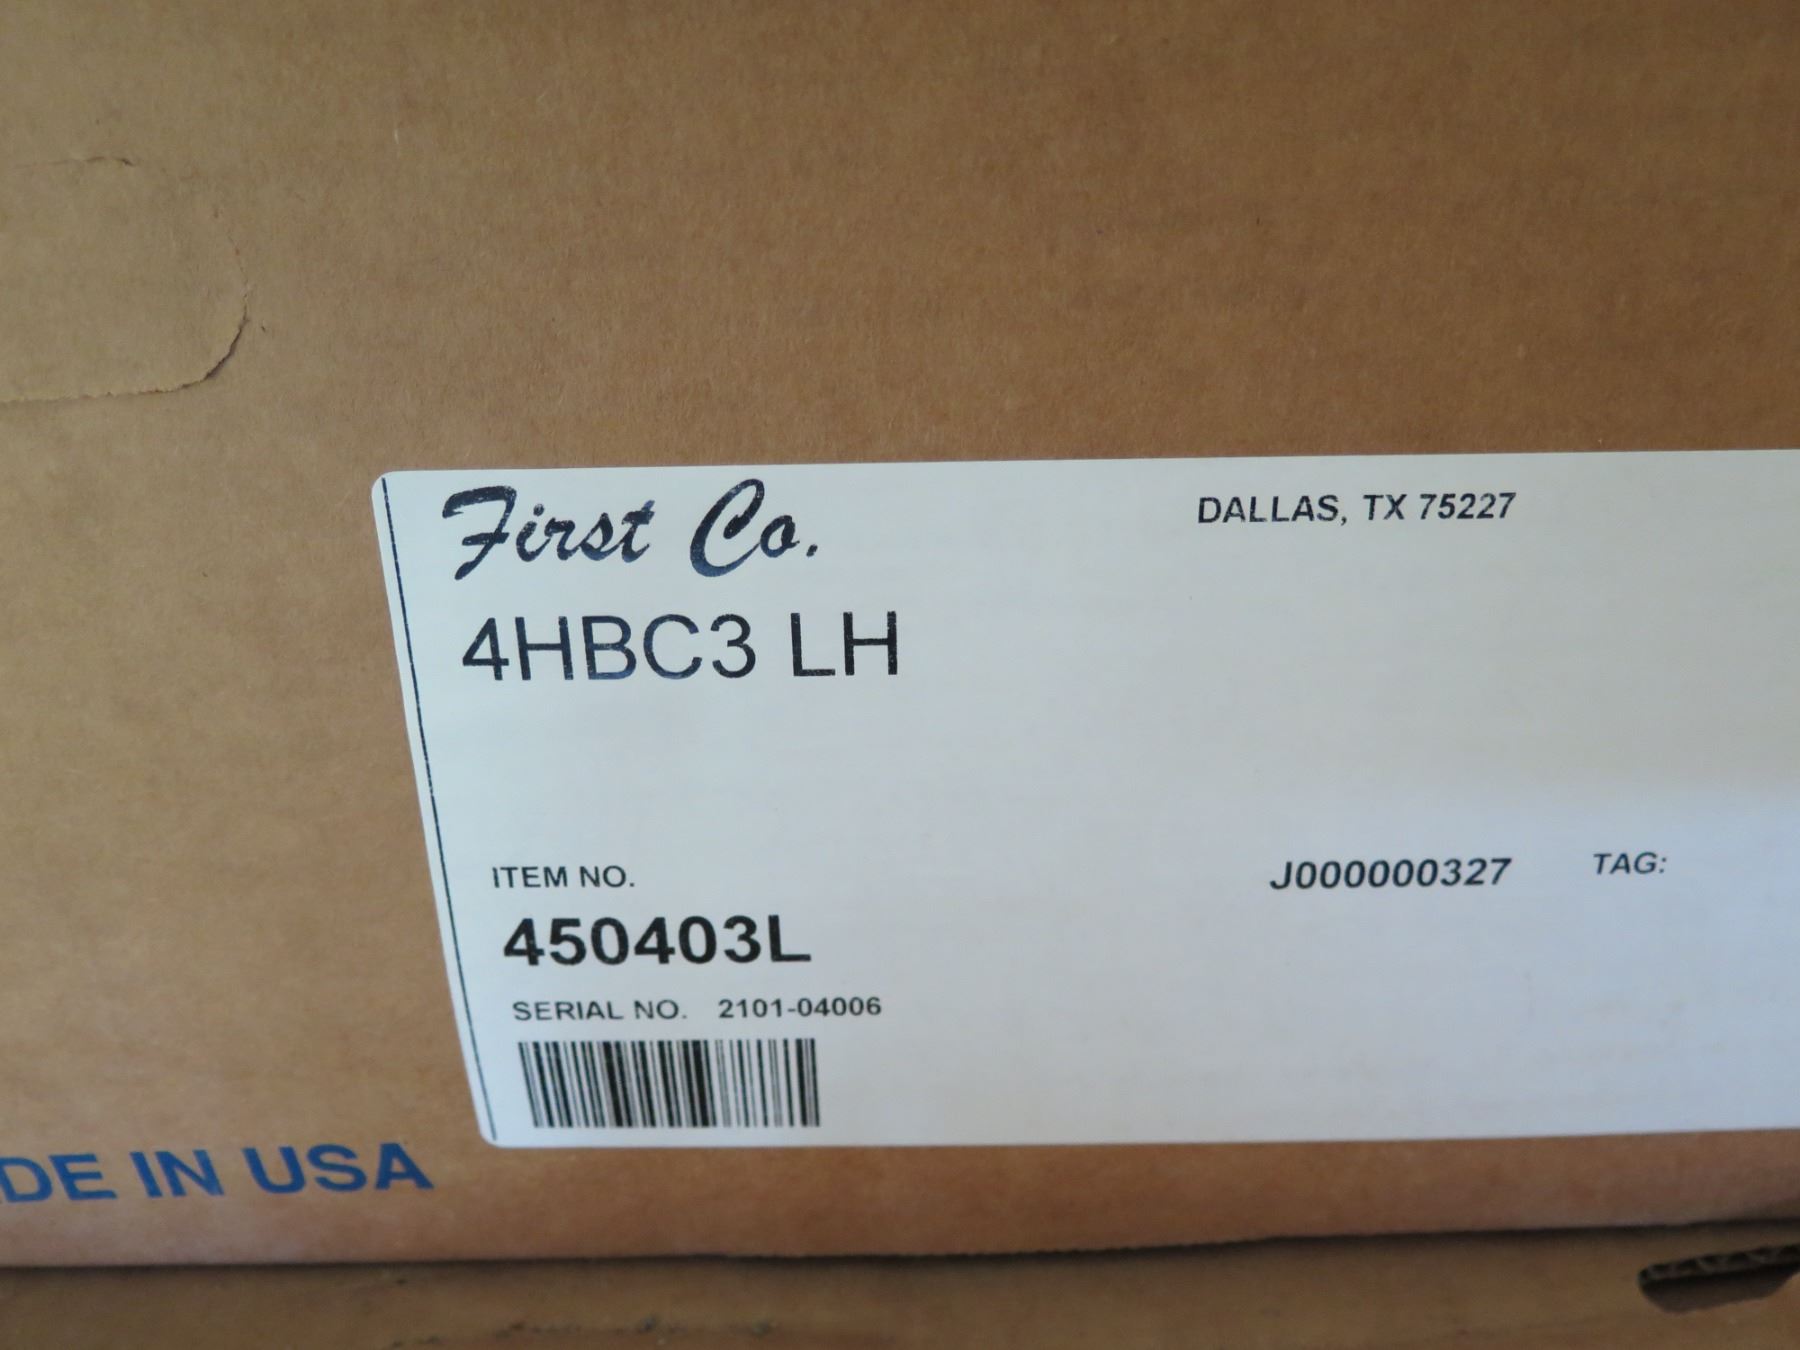 First Co.
DALLAS, TX 75227
4HBC3 LH
ITEM NO.
J000000327
TAG:
450403L
SERIAL NO. 2101-04006
DE IN USA